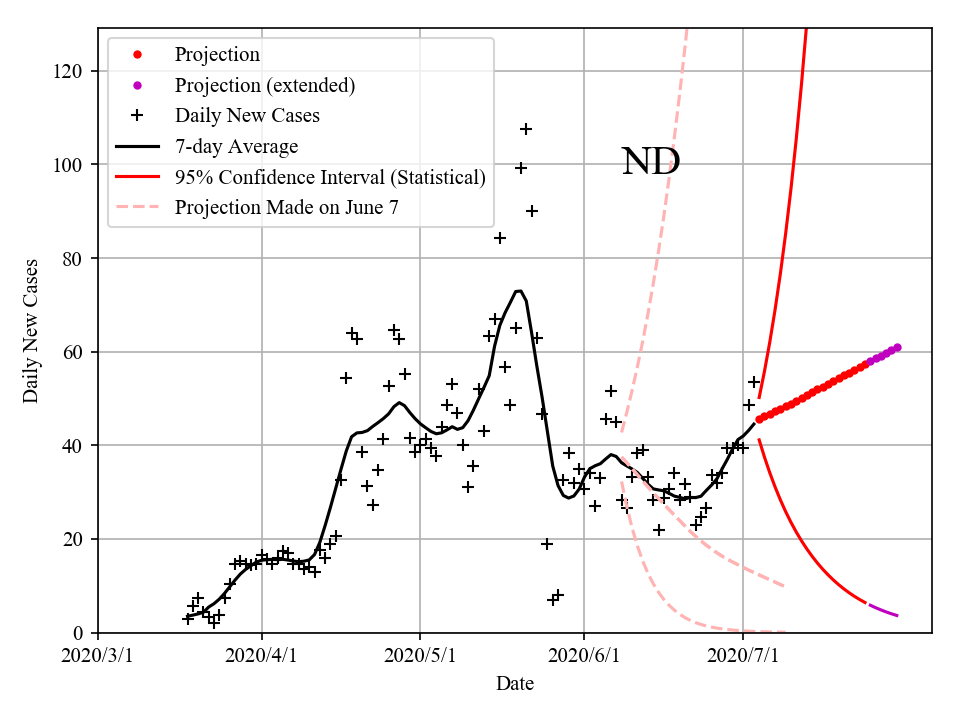 120
100
80
60
40
20
0
Daily New Cases
Projection
Projection (extended)
Daily New Cases
7-day Average
95% Confidence Interval (Statistical)
Projection Made on June 7
ND
2020/3/1 2020/4/1 2020/5/1 2020/6/1 2020/7/1
Date